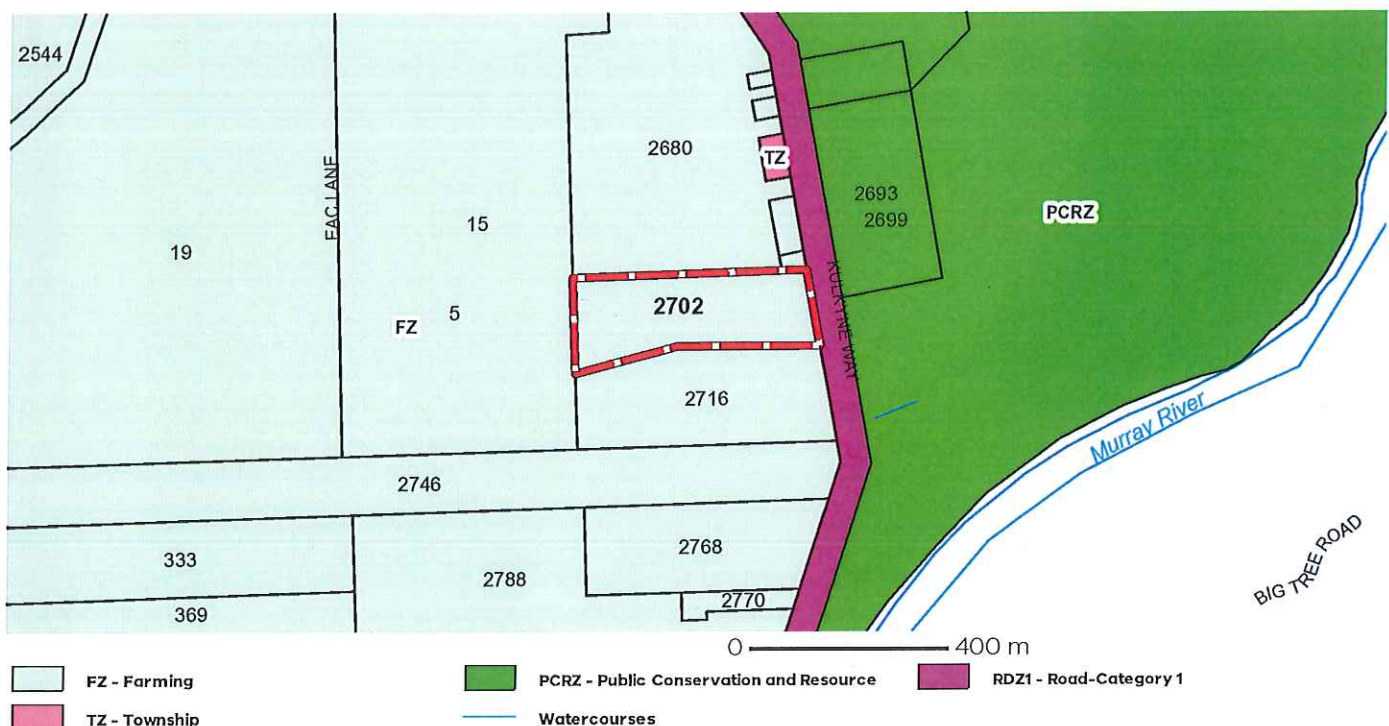 2544
FAC LANE
2680
TZ
2693
2699
PCRZ
15
19
KULKYNE WAY
2702
5
FZ
2716
Murray River
2746
2768
333
2788
BIG TREE ROAD
2770
369
0 400 m
FZ - Farming
PCRZ - Public Conservation and Resource
RDZ1 - Road-Category 1
TZ - Township
Watercourses